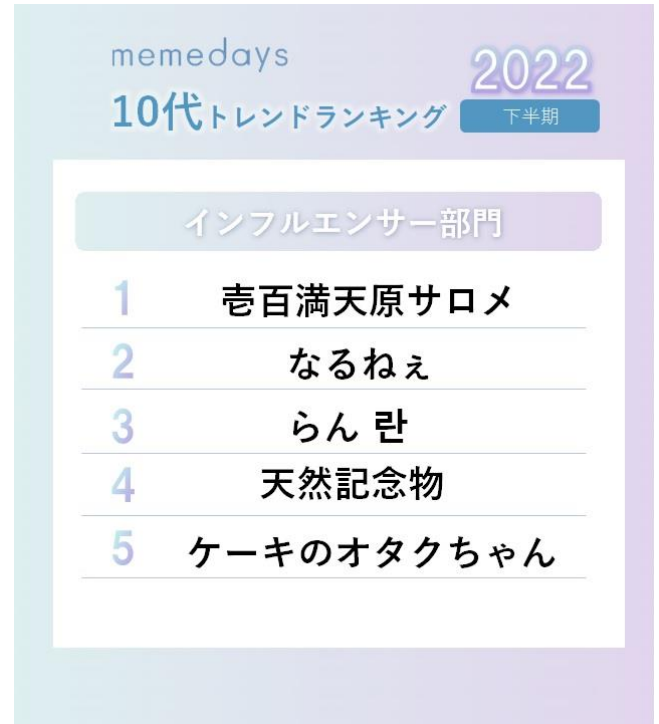 memedays
2022
10代トレンドランキング
下半期
インフルエンサー部門
1 壱百満天原サロメ
2 なるねぇ
3 らん 란
4 天然記念物
5 ケーキのオタクちゃん